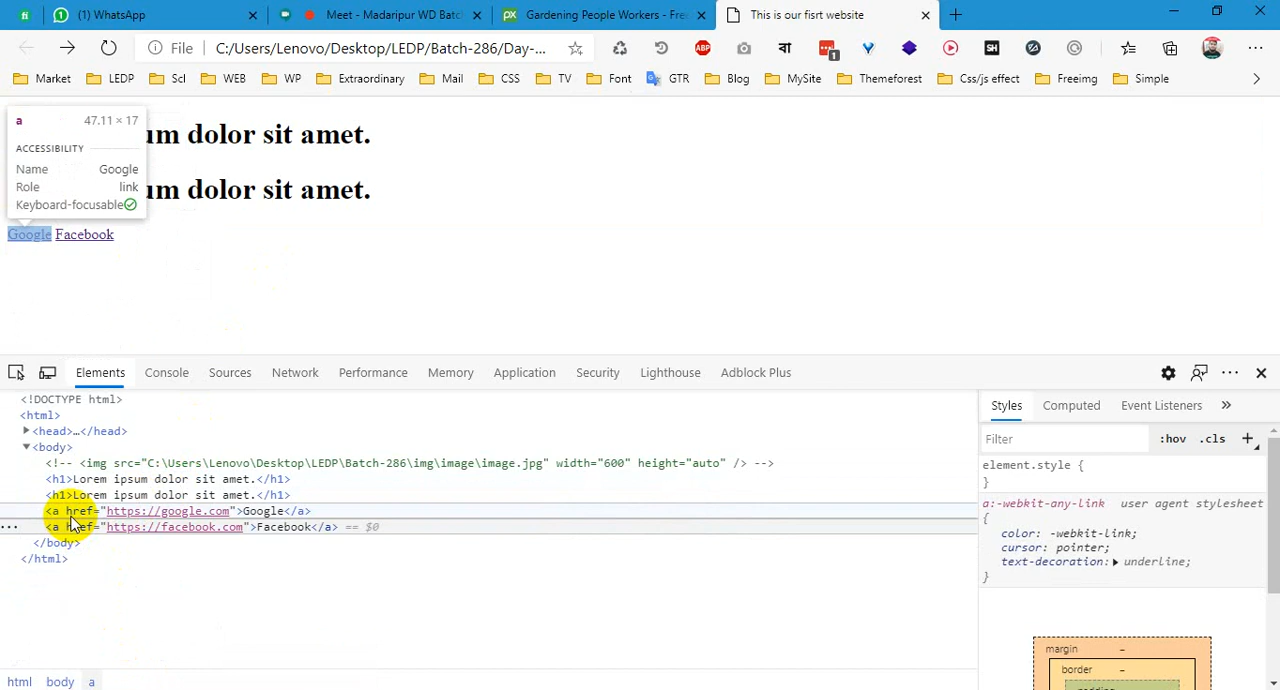 (1) WhatsApp
Meet - Madaripur WD Batc
Gardening People Workers - Fre
This is our fisrt website
File
C:/Users/Lenovo/Desktop/LEDP/Batch-286/Day-...
ABP
বা
1
SH
Market
LEDP
Scl
WEB
WP
Extraordinary
Mail
CSS
TV
Font
GTR
Blog
MySite
Themeforest
Css/js effect
Freeimg
Simple
a 47.11 × 17
ACCESSIBILITY
Name Google
Role link
Keyboard-focusable
um dolor sit amet.
um dolor sit amet.
Google Facebook
Elements Console Sources Network Performance Memory Application Security Lighthouse Adblock Plus
<!DOCTYPE html>
<html>
<head>…</head>
<body>
<!-- <img src="C:\Users\Lenovo\Desktop\LEDP\Batch-286\img\image\image.jpg" width="600" height="auto" /> -->
<h1>Lorem ipsum dolor sit amet.</h1>
<h1>Lorem ipsum dolor sit amet.</h1>
<a href="https://google.com">Google</a>
<a href="https://facebook.com">Facebook</a> == $0
</body>
</html>
html body a
Styles Computed Event Listeners
Filter :hov .cls +
element.style {
}
a:-webkit-any-link user agent stylesheet
{
color: -webkit-link;
cursor: pointer;
text-decoration: underline;
}
margin –
border –
padding